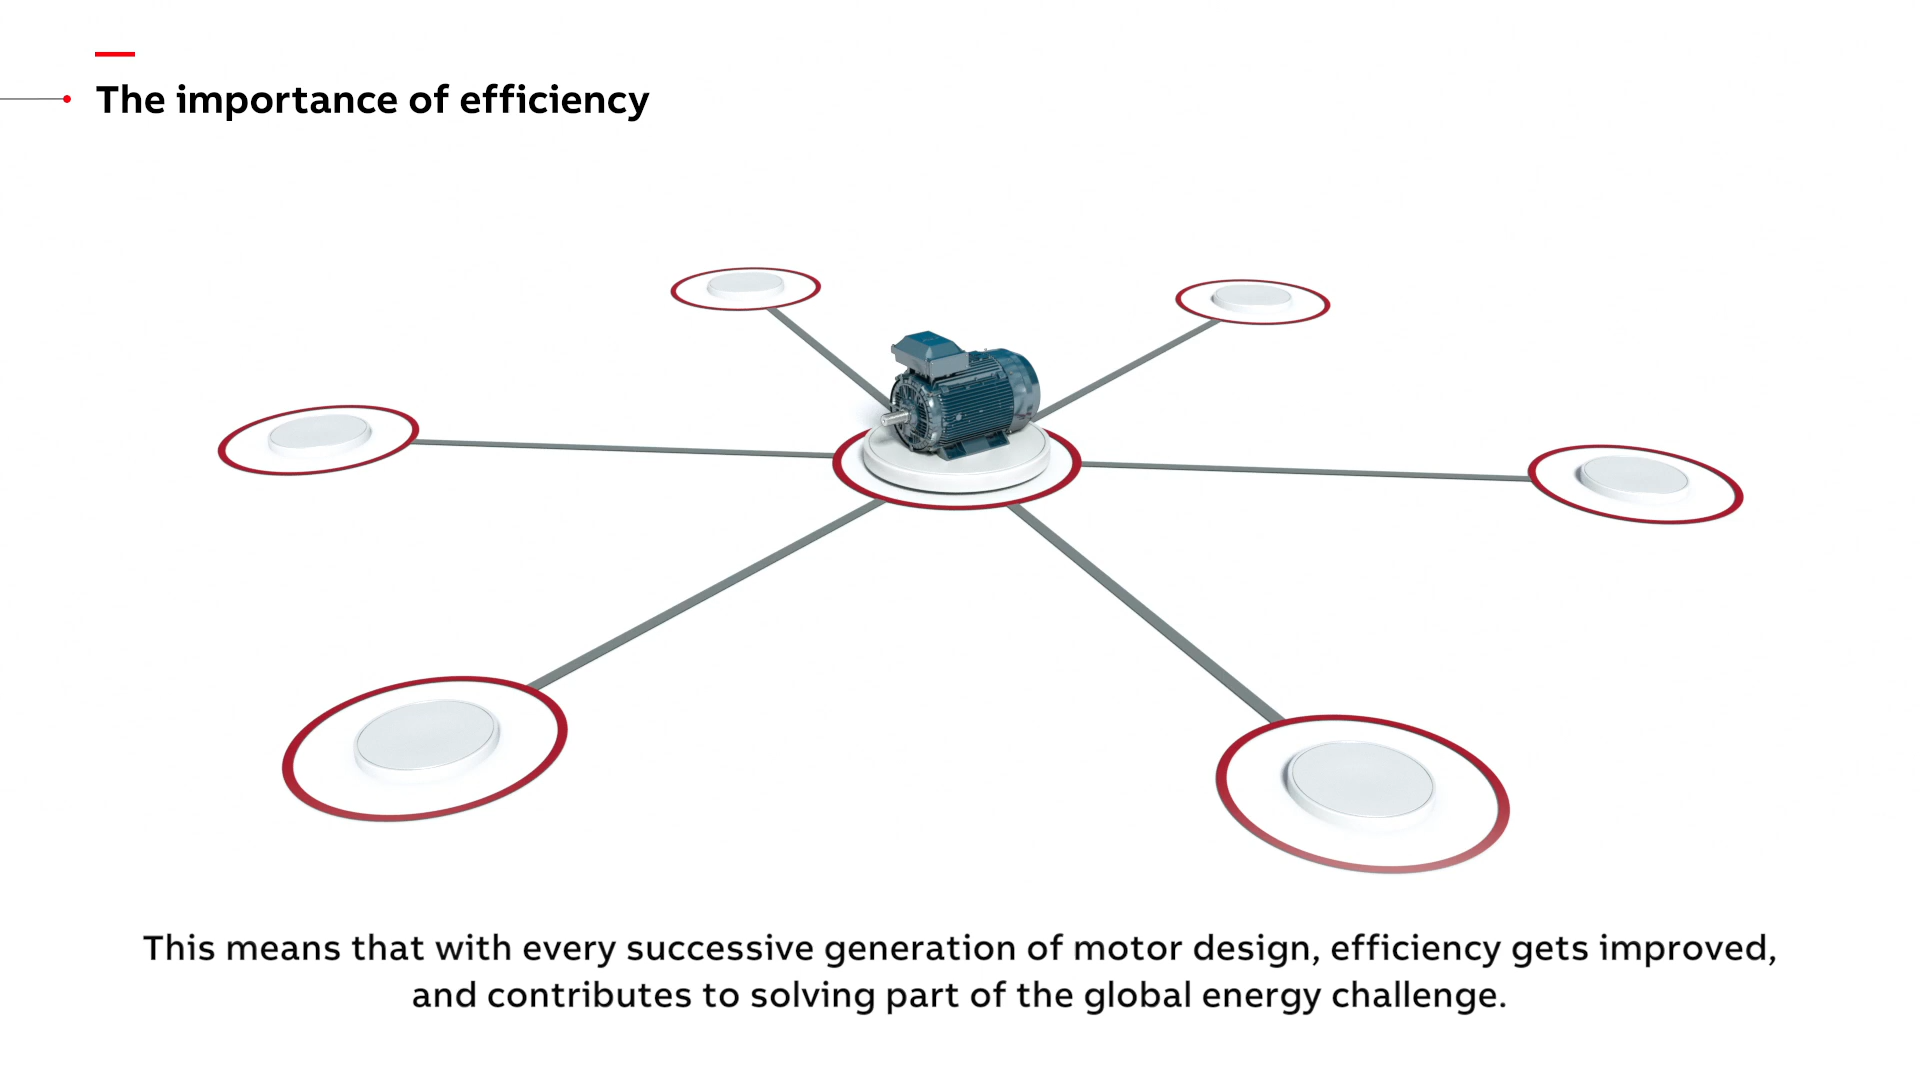 The importance of efficiency
This means that with every successive generation of motor design, efficiency gets improved,
and contributes to solving part of the global energy challenge.